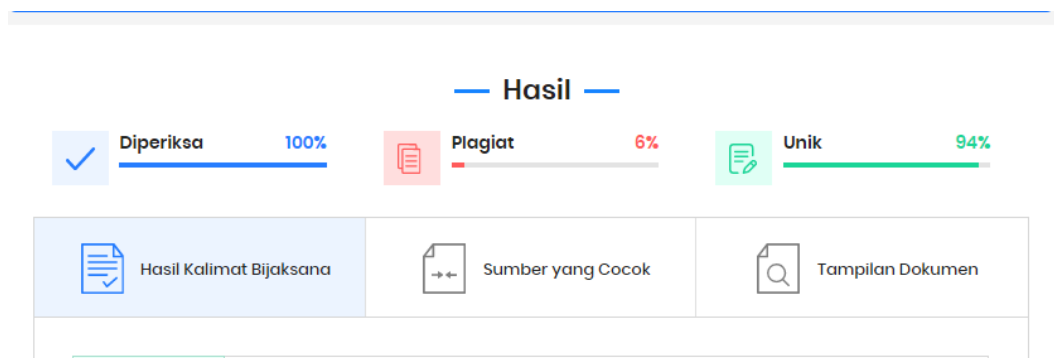 Hasil
Diperiksa 100%
Plagiat 6%
Unik 94%
Hasil Kalimat Bijaksana
Sumber yang Cocok
Tampilan Dokumen